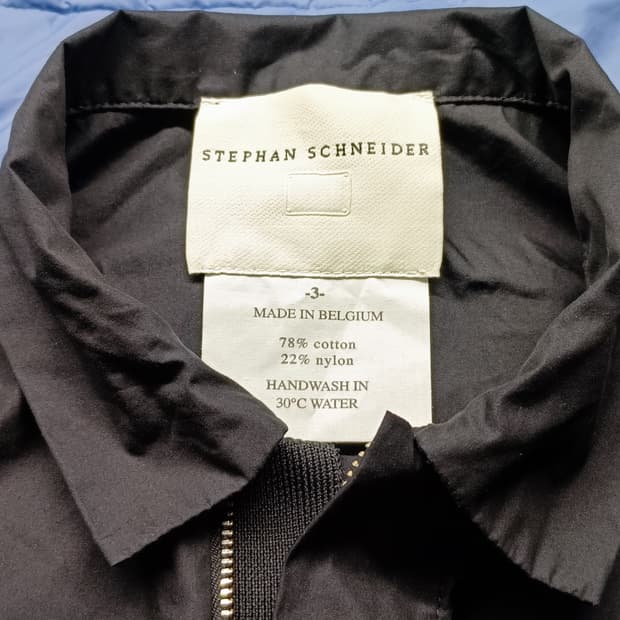 STEPHAN SCHNEIDER
-3-
MADE IN BELGIUM
78% cotton
22% nylon
HANDWASH IN
30°C WATER